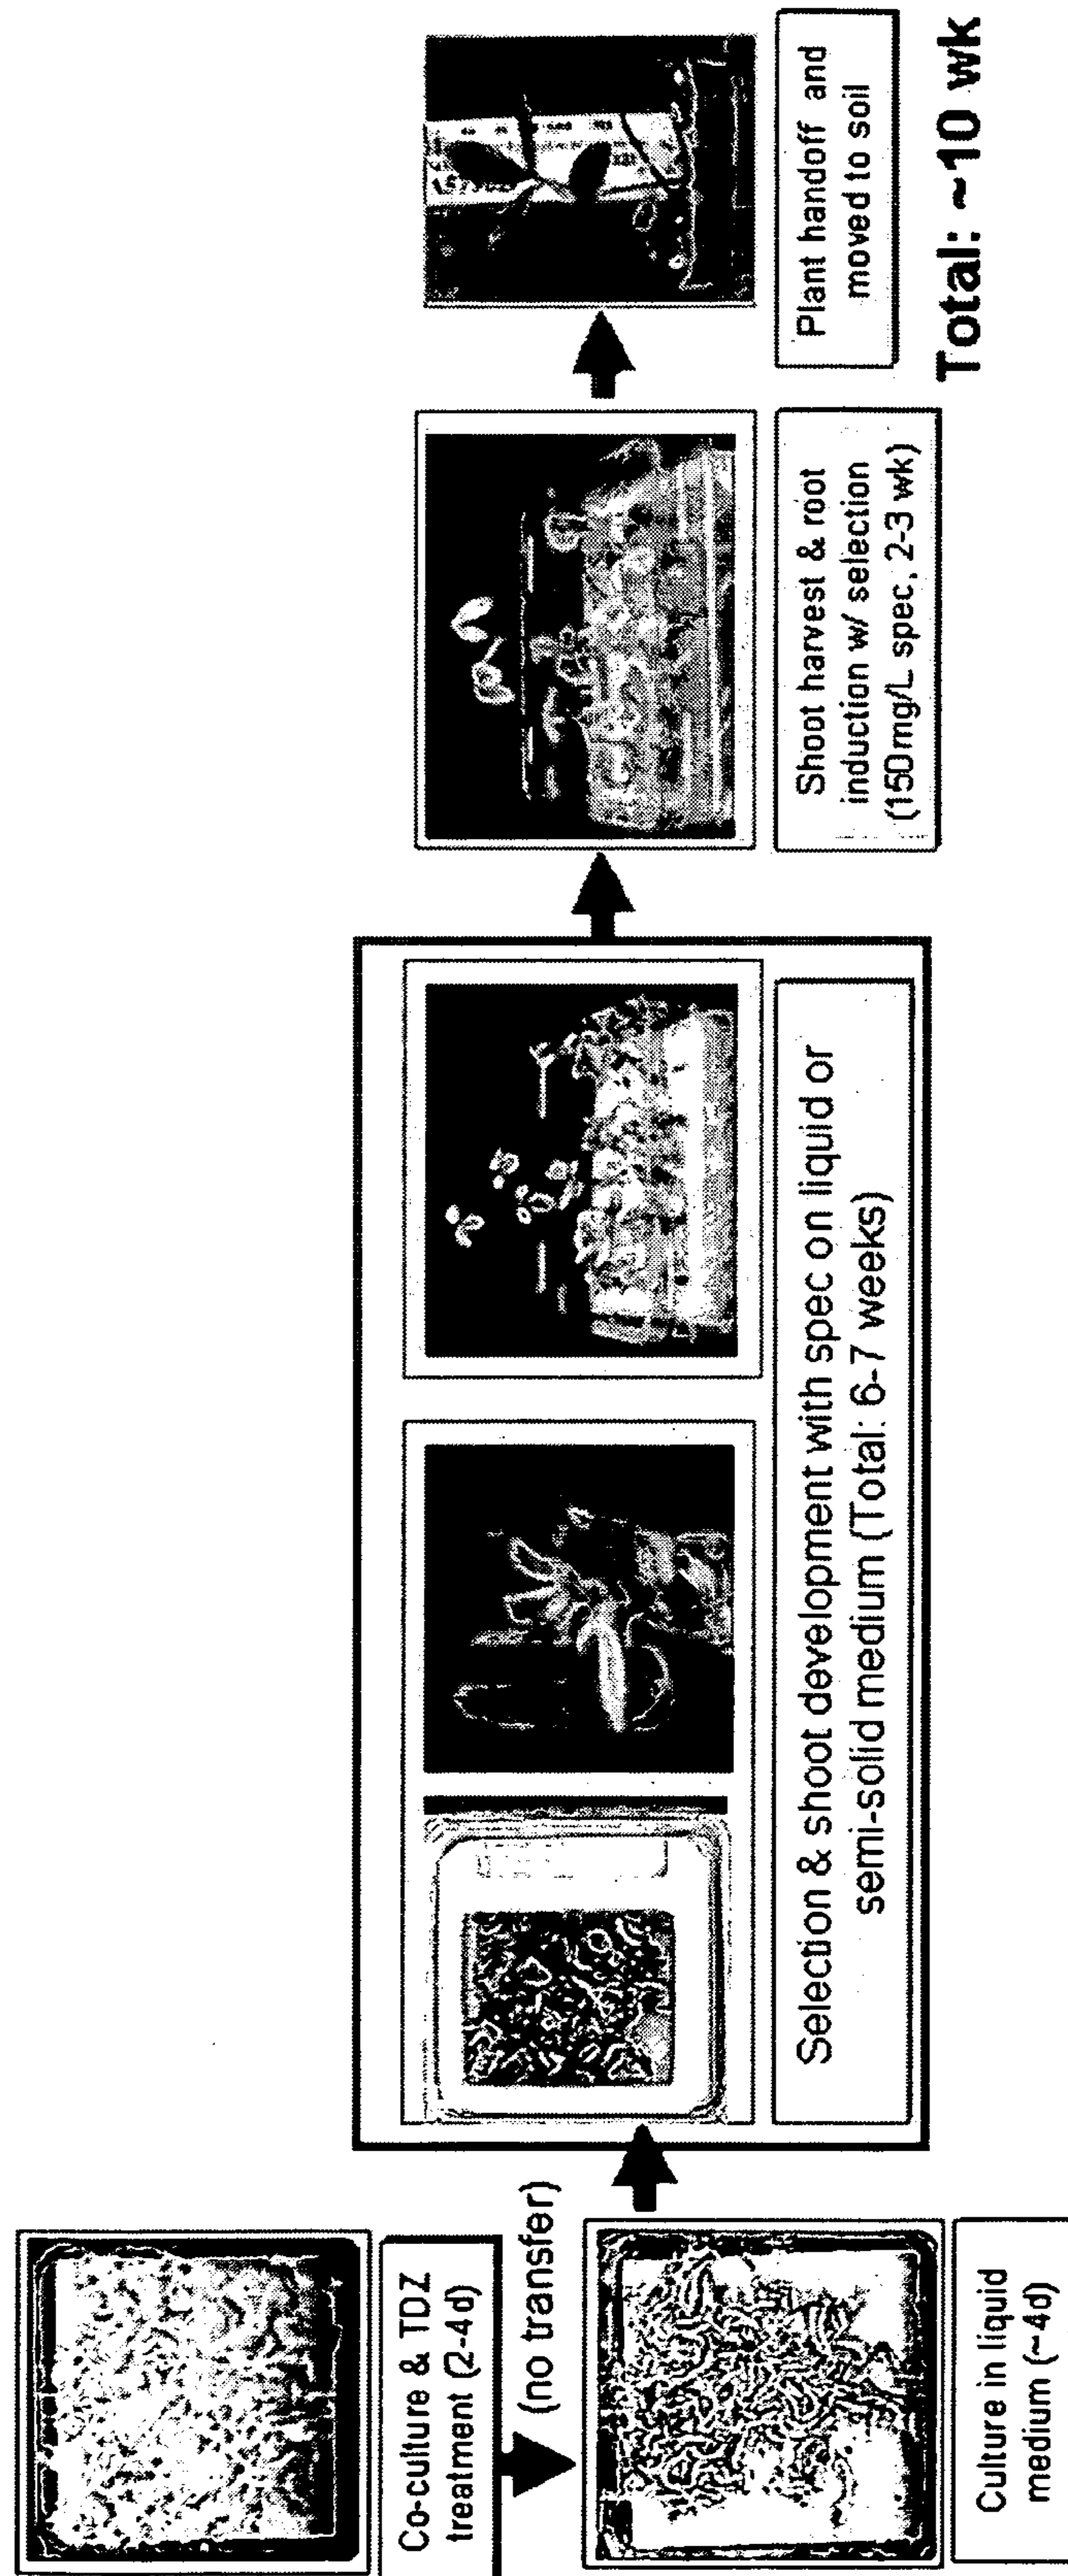 Co-culture & TDZ
treatment (2-4d)
(no transfer)
Culture in liquid
medium (~4d)
Selection & shoot development with spec on liquid or
semi-solid medium (Total: 6-7 weeks)
Shoot harvest & root
induction w/ selection
(150mg/L spec, 2-3 wk)
Plant handoff and
moved to soil
Total: ~10 wk